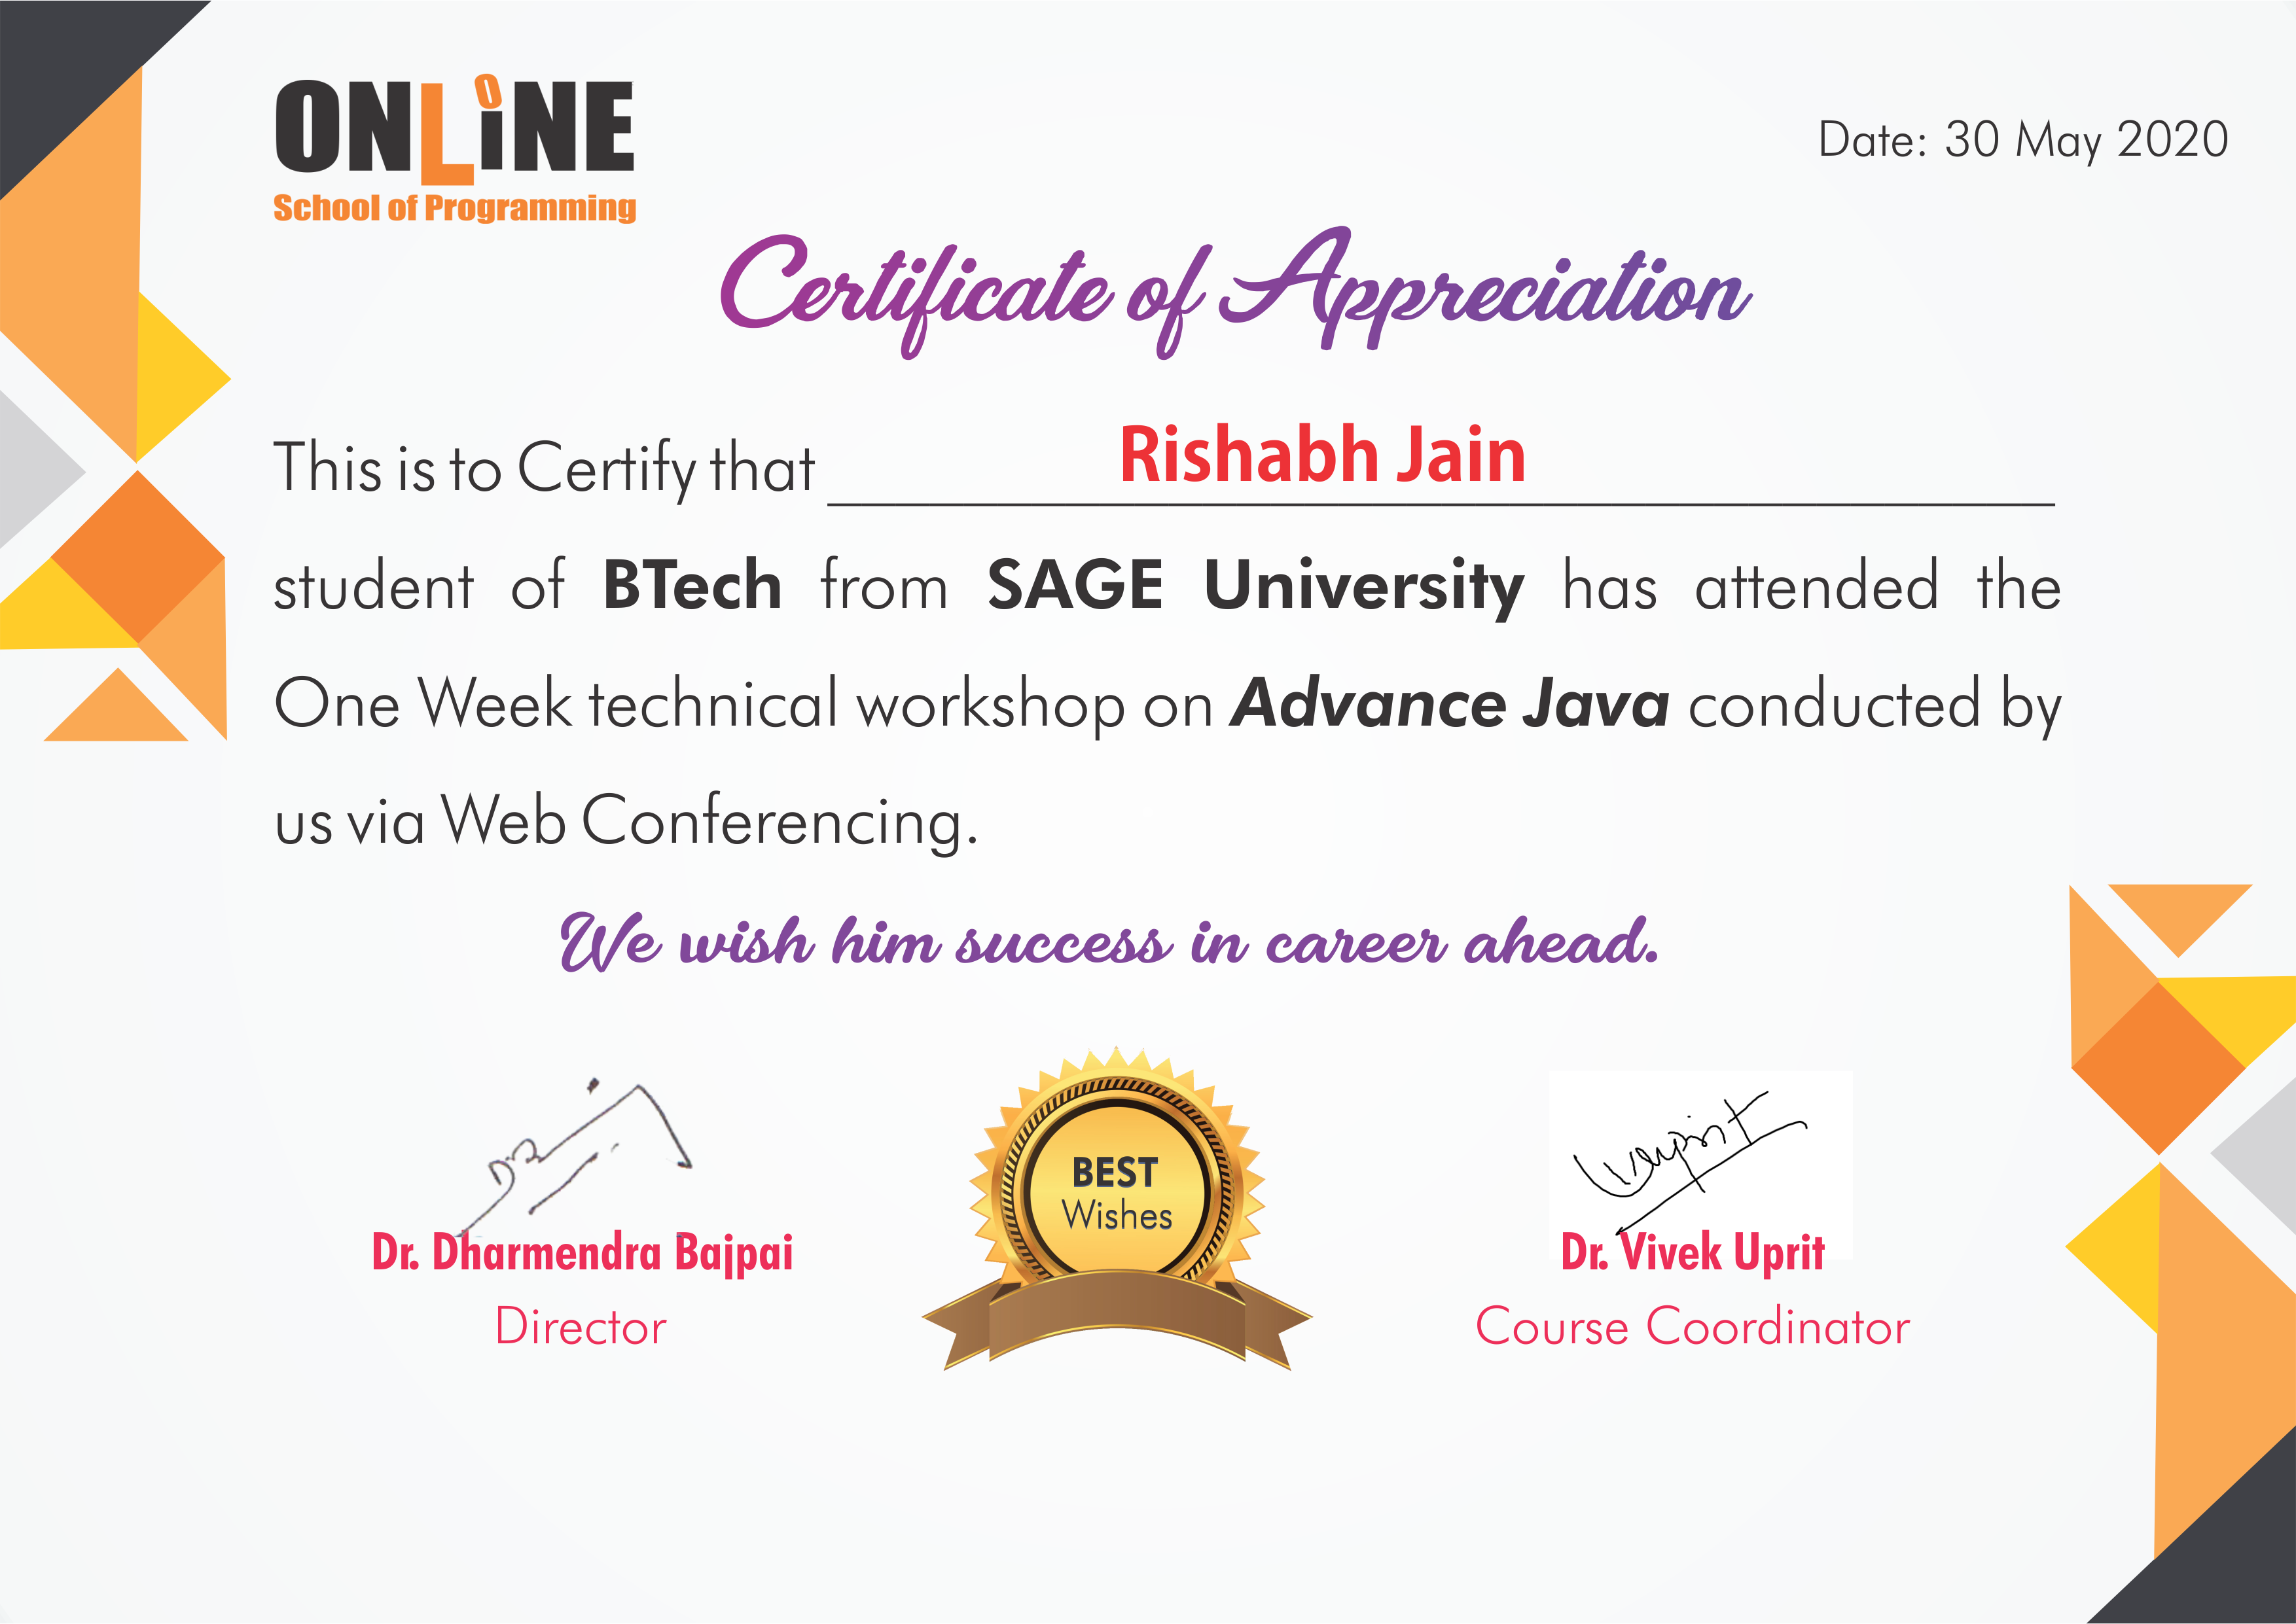 ONLiNE
School of Programming
Date: 30 May 2020
Certificate of Appreciation
This is to Certify that Rishabh Jain
student of BTech from SAGE University has attended the
One Week technical workshop on Advance Java conducted by
us via Web Conferencing.
We wish him success in career ahead.
BEST
Wishes
Dr. Dharmendra Bajpai
Director
Dr. Vivek Uprit
Course Coordinator